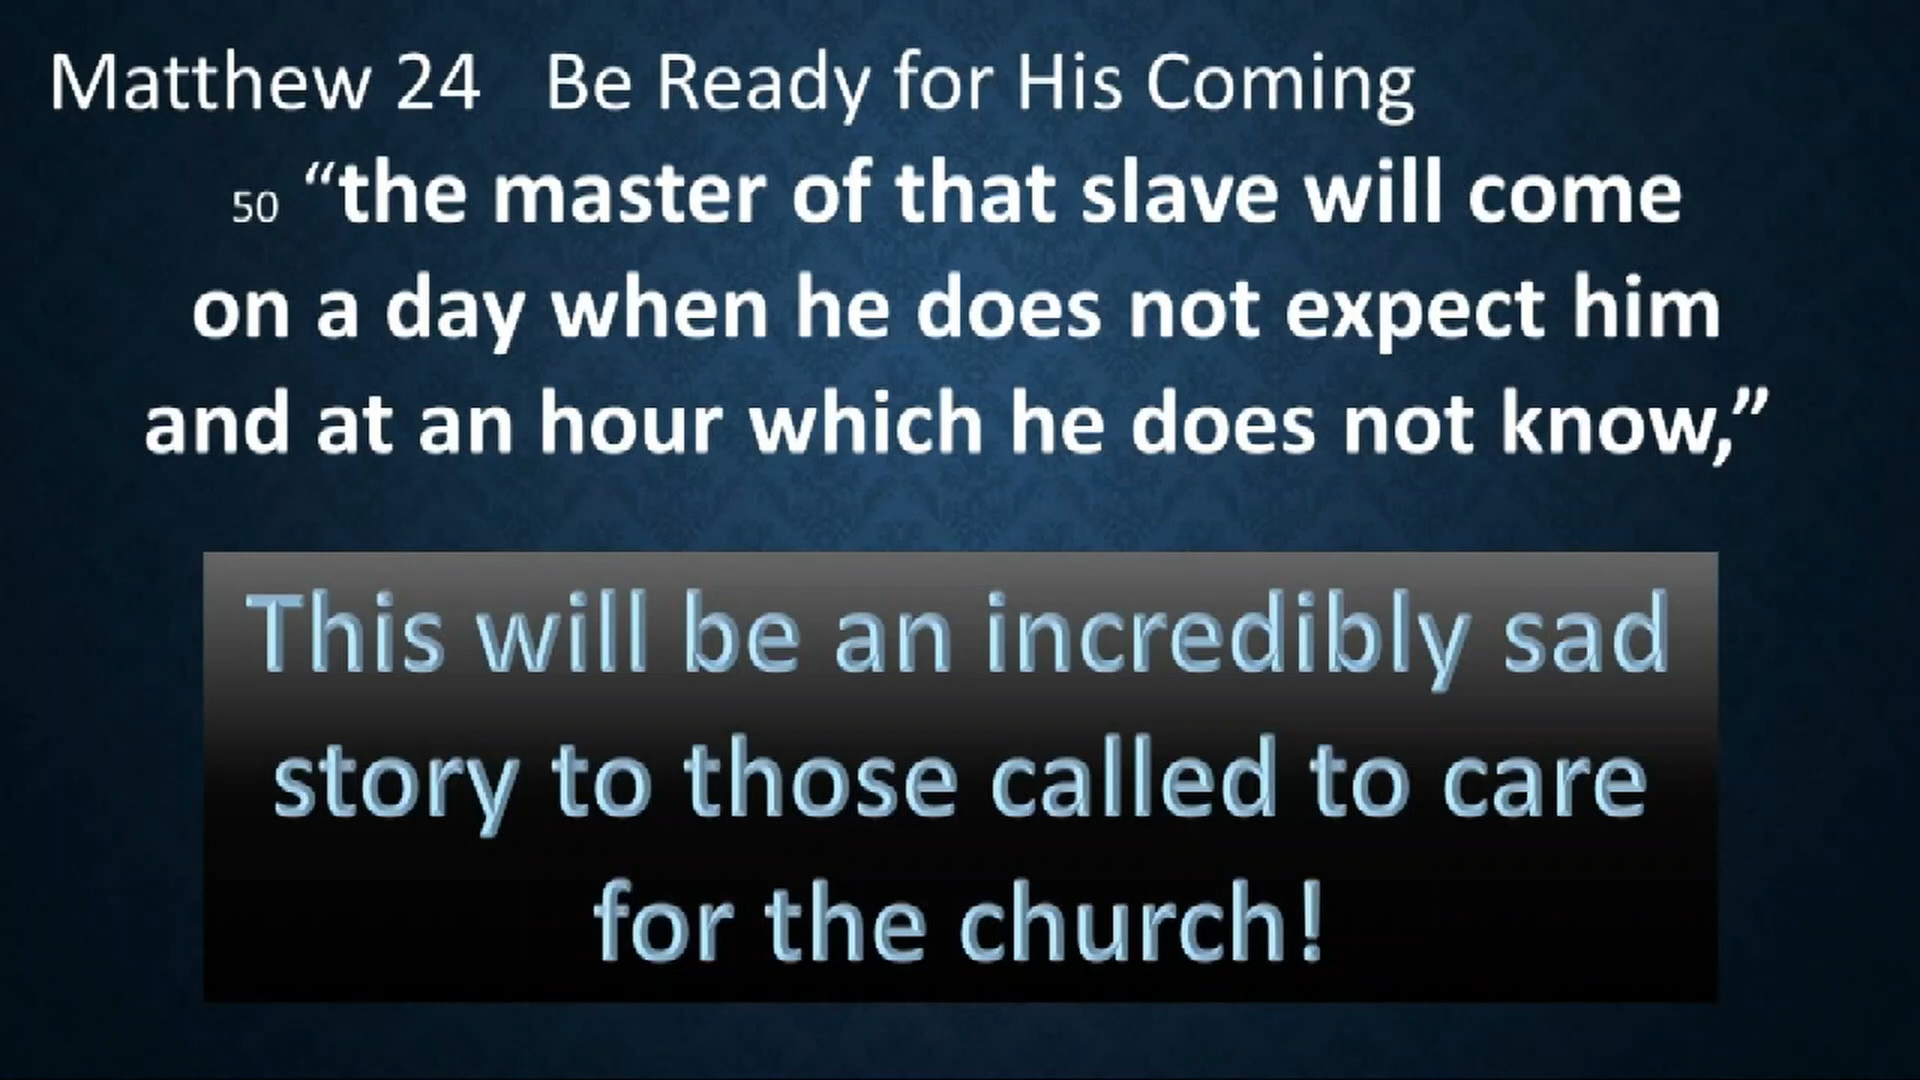 Matthew 24 Be Ready for His Coming
50 “the master of that slave will come
on a day when he does not expect him
and at an hour which he does not know,”
This will be an incredibly sad
story to those called to care
for the church!